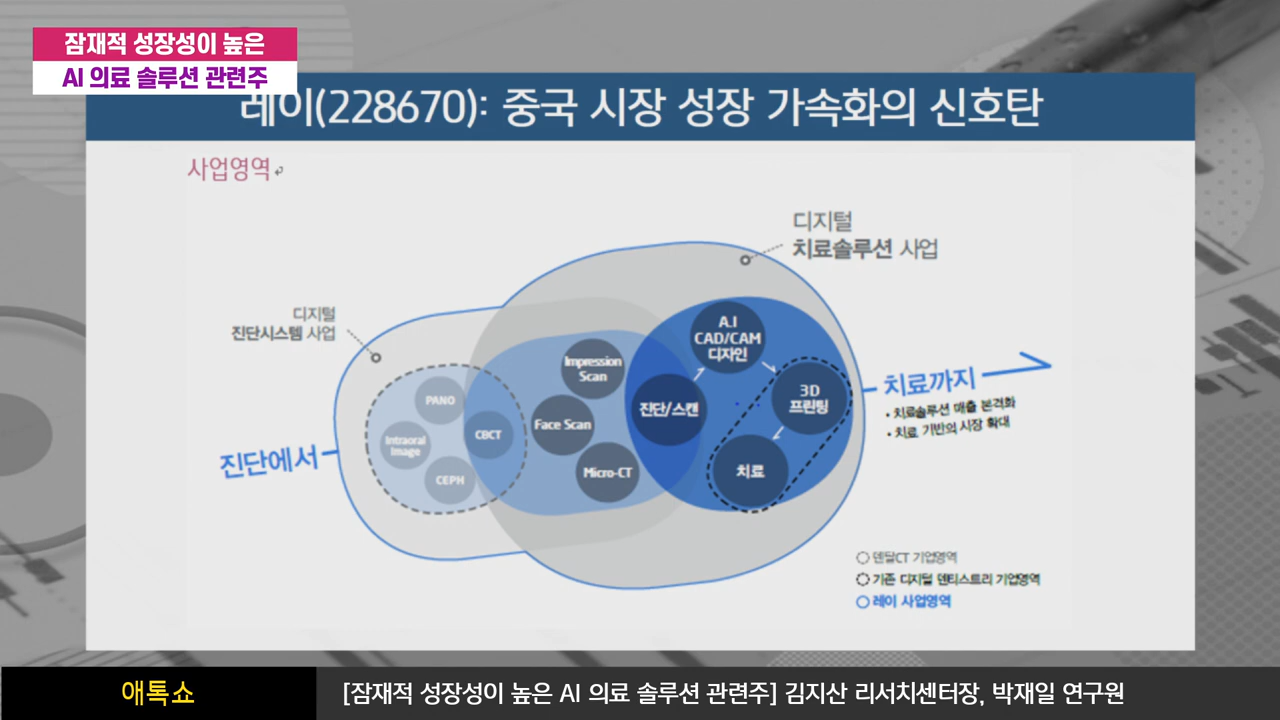 잠재적 성장성이 높은
AI 의료 솔루션 관련주
레이(228670): 중국 시장 성장 가속화의 신호탄
사업영역
디지털
치료솔루션 사업
디지털
진단시스템 사업
A.I
CAD/CAM
디자인
Impression
Scan
PANO
진단/스캔
3D
프린팅
치료까지
• 치료솔루션 매출 본격화
• 치료 기반의 시장 확대
Face Scan
CBCT
Intraoral
Image
진단에서
CEPH
Micro-CT
치료
덴탈CT 기업영역
기존 디지털 덴티스트리 기업영역
레이 사업영역
애톡쇼
[잠재적 성장성이 높은 AI 의료 솔루션 관련주] 김지산 리서치센터장, 박재일 연구원